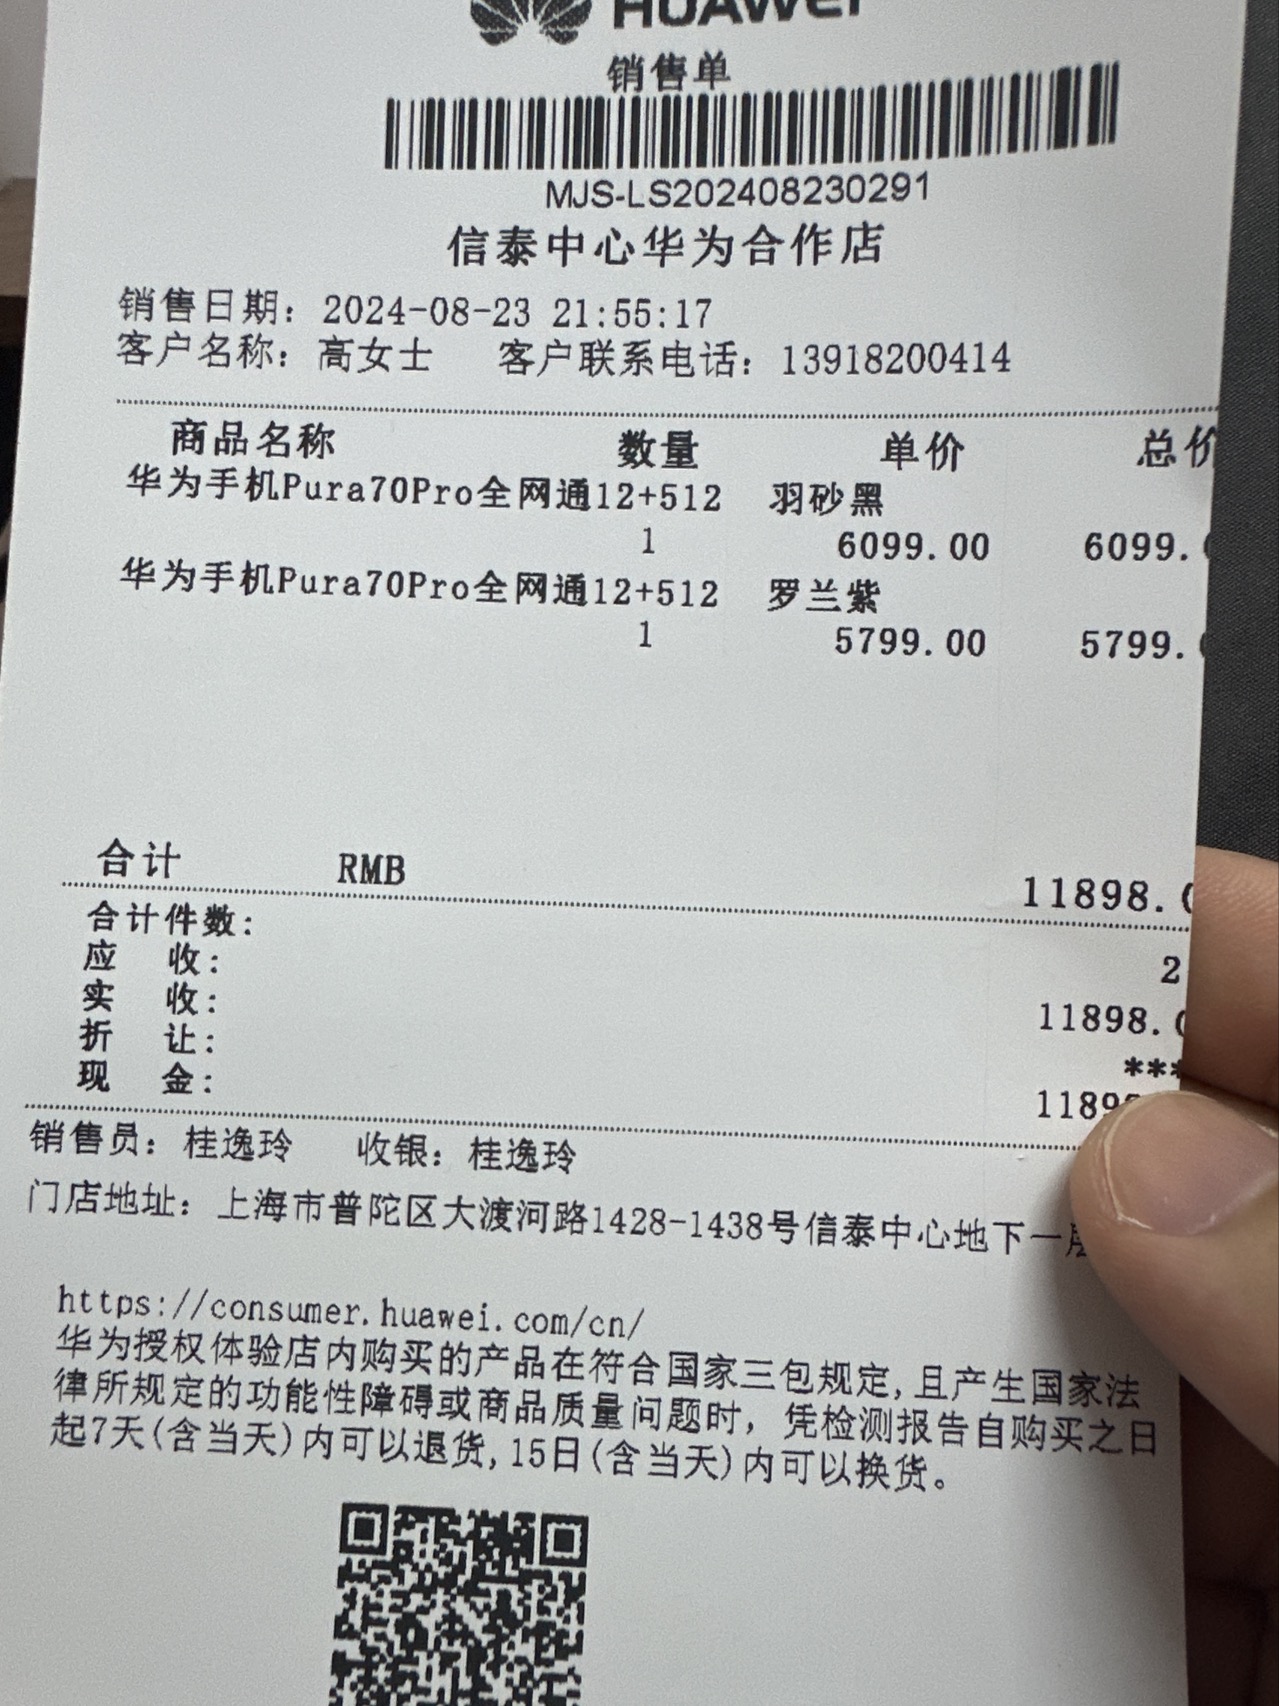 HUAWEI
销售单
MJS-LS202408230291
信泰中心华为合作店
销售日期: 2024-08-23 21:55:17
客户名称: 高女士 客户联系电话: 13918200414
商品名称 数量 单价 总价
华为手机Pura70Pro全网通12+512 羽砂黑
1 6099.00 6099.
华为手机Pura70Pro全网通12+512 罗兰紫
1 5799.00 5799.
合计 RMB 11898.
合计件数: 2
应 收: 11898.
实 收:
折 让: ***
现 金: 1189
销售员: 桂逸玲 收银: 桂逸玲
门店地址: 上海市普陀区大渡河路1428-1438号信泰中心地下一层
https://consumer.huawei.com/cn/
华为授权体验店内购买的产品在符合国家三包规定,且产生国家法
律所规定的功能性障碍或商品质量问题时, 凭检测报告自购买之日
起7天(含当天)内可以退货,15日(含当天)内可以换货。